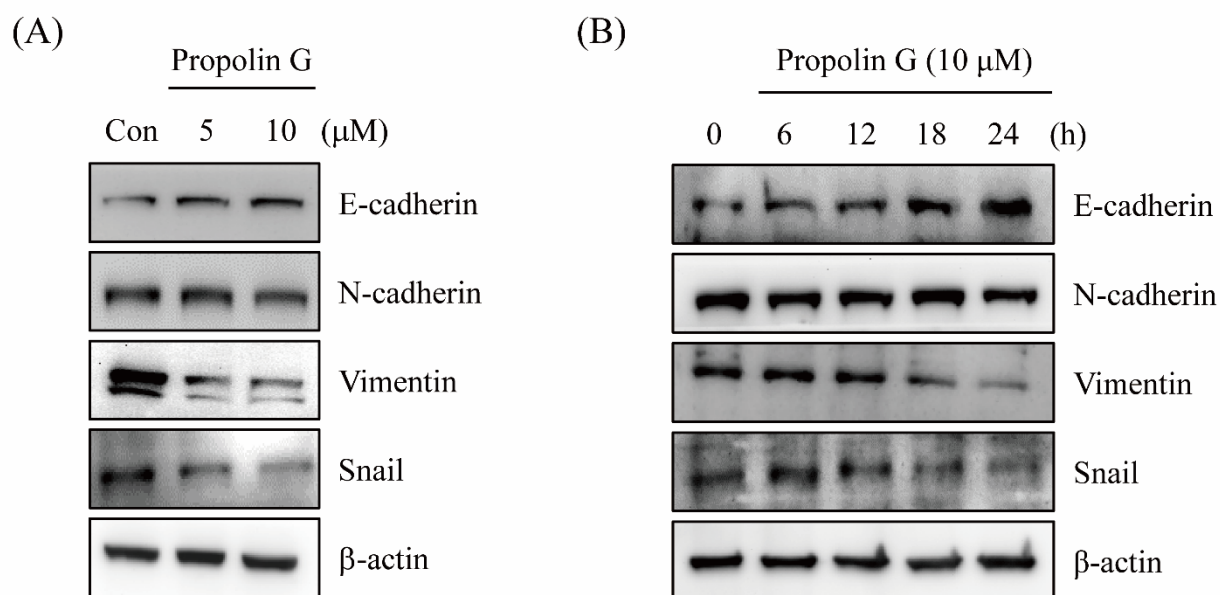 (A)
Propolin G
Con 5 10 (μM)
E-cadherin
N-cadherin
Vimentin
Snail
β-actin
(B)
Propolin G (10 μM)
0 6 12 18 24 (h)
E-cadherin
N-cadherin
Vimentin
Snail
β-actin